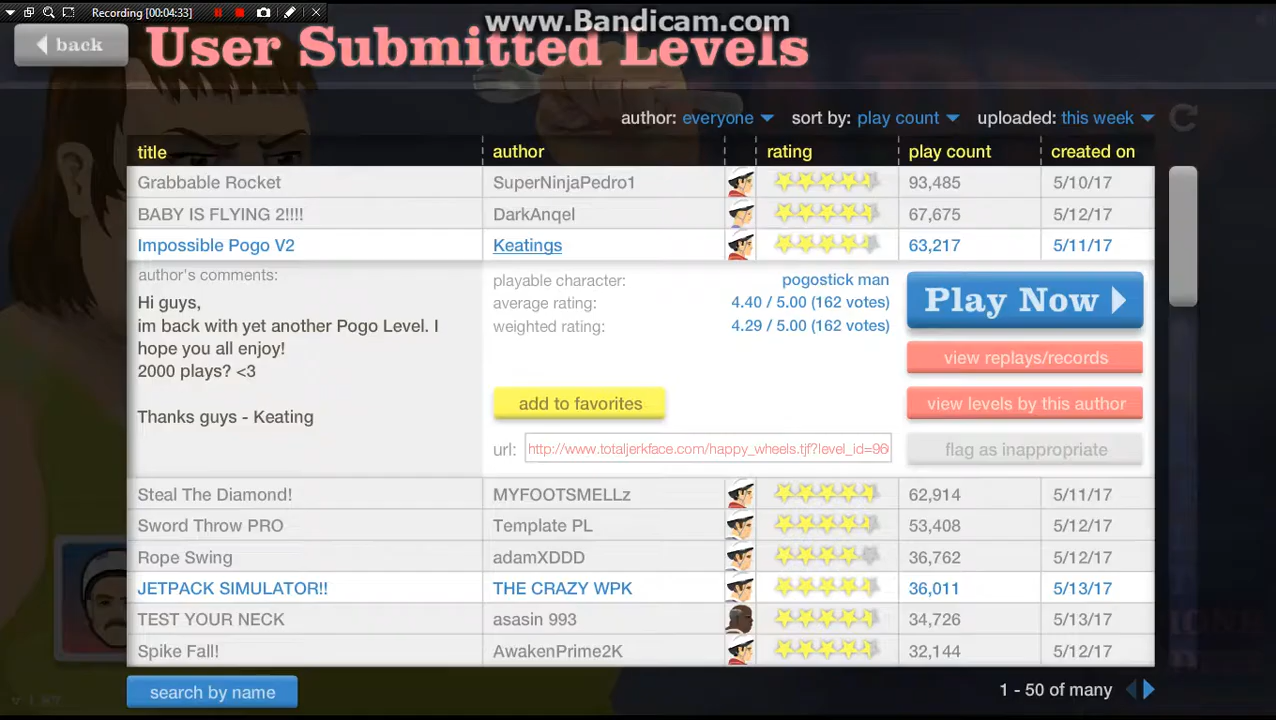 Recording [00:04:33]
www.Bandicam.com
back
User Submitted Levels
author: everyone sort by: play count uploaded: this week
title author rating play count created on
Grabbable Rocket SuperNinjaPedro1 93,485 5/10/17
BABY IS FLYING 2!!!! DarkAnqel 67,675 5/12/17
Impossible Pogo V2 Keatings 63,217 5/11/17
author's comments:
Hi guys,
im back with yet another Pogo Level. I
hope you all enjoy!
2000 plays? <3
Thanks guys - Keating
playable character: pogostick man
average rating: 4.40 / 5.00 (162 votes)
weighted rating: 4.29 / 5.00 (162 votes)
add to favorites
url: http://www.totaljerkface.com/happy_wheels.tjf?level_id=96
Play Now
view replays/records
view levels by this author
flag as inappropriate
Steal The Diamond! MYFOOTSMELLz 62,914 5/11/17
Sword Throw PRO Template PL 53,408 5/12/17
Rope Swing adamXDDD 36,762 5/12/17
JETPACK SIMULATOR!! THE CRAZY WPK 36,011 5/13/17
TEST YOUR NECK asasin 993 34,726 5/13/17
Spike Fall! AwakenPrime2K 32,144 5/12/17
search by name
1 - 50 of many